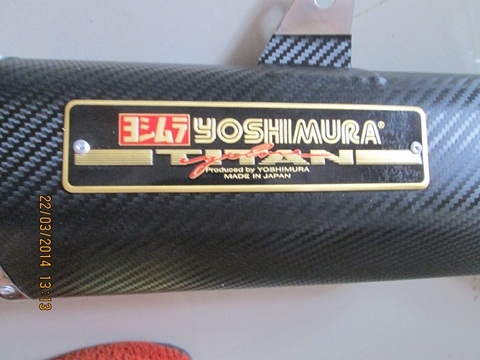 ヨシムラ YOSHIMURA®
TITAN
Produced by YOSHIMURA
MADE IN JAPAN
22/03/2014 13:13